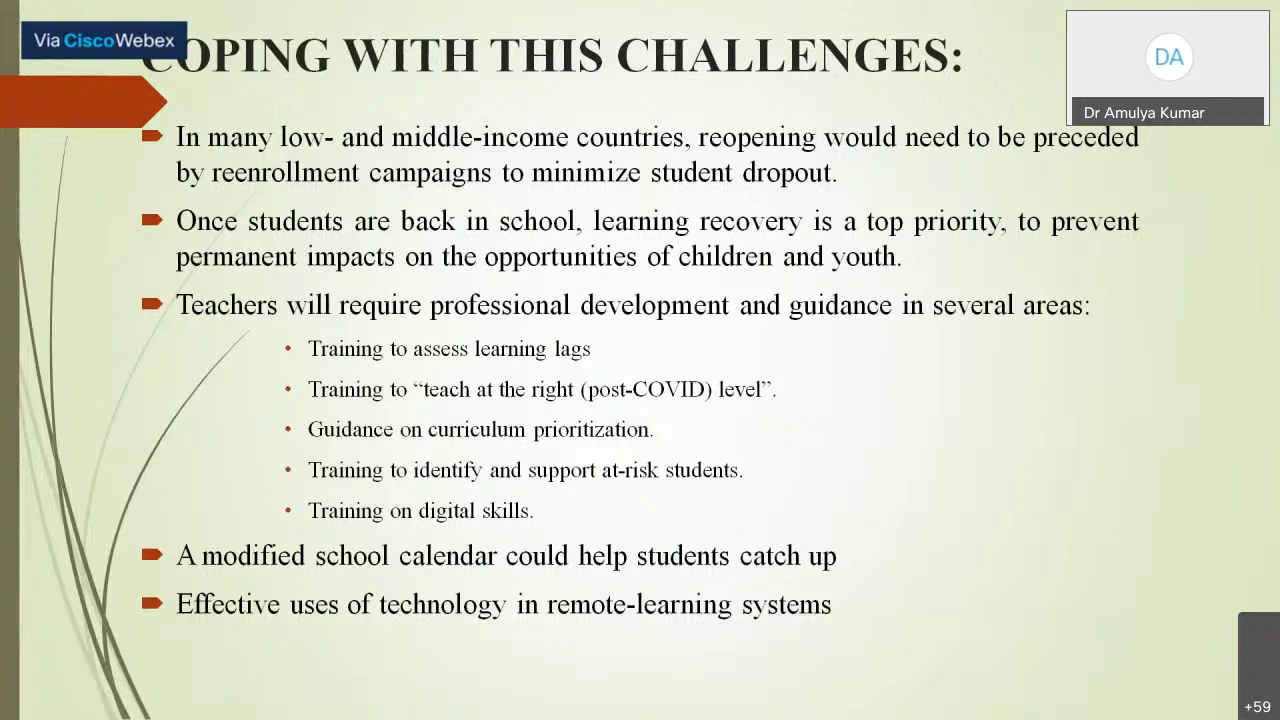 Via Cisco Webex
COPING WITH THIS CHALLENGES:
DA
Dr Amulya Kumar
In many low- and middle-income countries, reopening would need to be preceded
by reenrollment campaigns to minimize student dropout.
Once students are back in school, learning recovery is a top priority, to prevent
permanent impacts on the opportunities of children and youth.
Teachers will require professional development and guidance in several areas:
• Training to assess learning lags
• Training to “teach at the right (post-COVID) level”.
• Guidance on curriculum prioritization.
• Training to identify and support at-risk students.
• Training on digital skills.
A modified school calendar could help students catch up
Effective uses of technology in remote-learning systems
+59